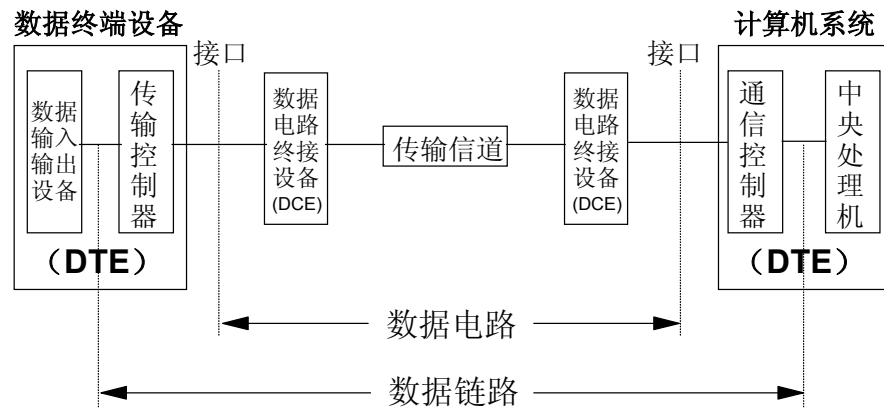 数据终端设备
计算机系统
接口
接口
数据
输入
输出
设备
传
输
控
制
器
数据
电路
终接
设备
(DCE)
传输信道
数据
电路
终接
设备
(DCE)
通
信
控
制
器
中
央
处
理
机
（DTE）
（DTE）
数据电路
数据链路